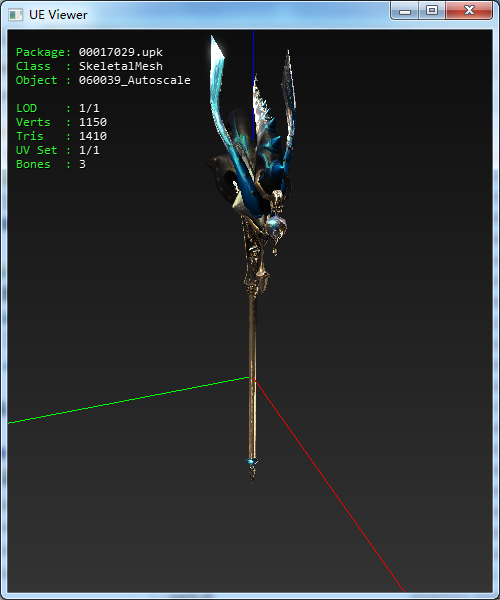 UE Viewer
Package: 00017029.upk
Class : SkeletalMesh
Object : 060039_Autoscale
LOD : 1/1
Verts : 1150
Tris : 1410
UV Set : 1/1
Bones : 3